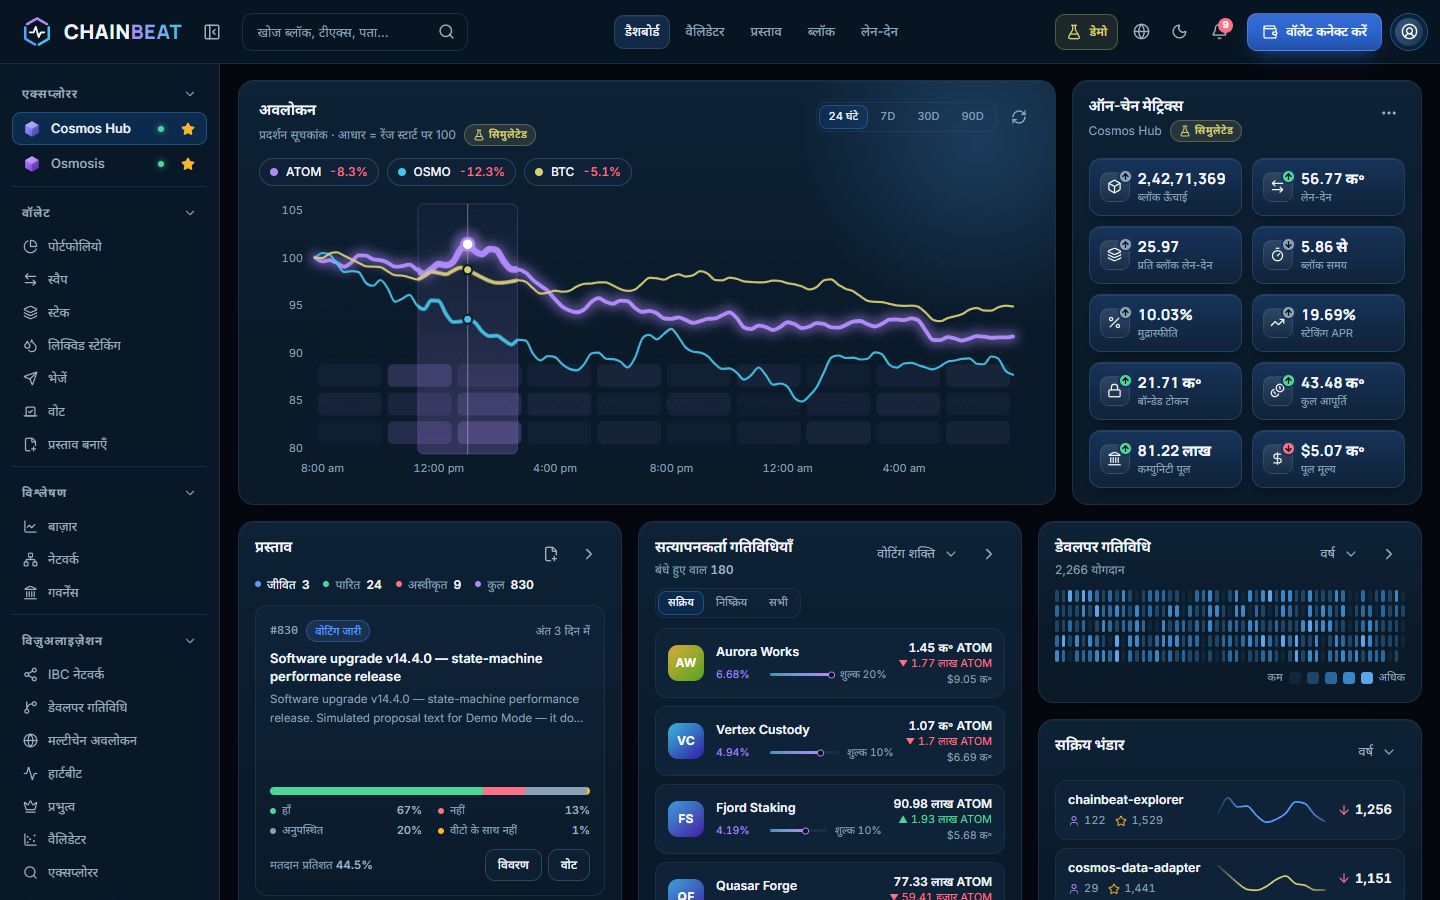 CHAINBEAT
खोज ब्लॉक, टीएक्स, पता...
डैशबोर्ड
वैलिडेटर
प्रस्ताव
ब्लॉक
लेन-देन
डेमो
9
वॉलेट कनेक्ट करें
एक्सप्लोरर
Cosmos Hub
Osmosis
वॉलेट
पोर्टफोलियो
स्वैप
स्टेक
लिक्विड स्टेकिंग
भेजें
वोट
प्रस्ताव बनाएँ
विश्लेषण
बाज़ार
नेटवर्क
गवर्नेंस
विज़ुअलाइज़ेशन
IBC नेटवर्क
डेवलपर गतिविधि
मल्टीचेन अवलोकन
हार्टबीट
प्रभुत्व
वैलिडेटर
एक्सप्लोरर
अवलोकन
प्रदर्शन सूचकांक · आधार = रेंज स्टार्ट पर 100
सिमुलेटेड
24 घंटे
7D
30D
90D
ATOM -8.3%
OSMO -12.3%
BTC -5.1%
105
100
95
90
85
80
8:00 am
12:00 pm
4:00 pm
8:00 pm
12:00 am
4:00 am
ऑन-चेन मेट्रिक्स
Cosmos Hub
सिमुलेटेड
2,42,71,369
ब्लॉक ऊँचाई
56.77 क॰
लेन-देन
25.97
प्रति ब्लॉक लेन-देन
5.86 से
ब्लॉक समय
10.03%
मुद्रास्फीति
19.69%
स्टेकिंग APR
21.71 क॰
बॉन्डेड टोकन
43.48 क॰
कुल आपूर्ति
81.22 लाख
कम्युनिटी पूल
$5.07 क॰
पूल मूल्य
प्रस्ताव
जीवित 3
पारित 24
अस्वीकृत 9
कुल 830
#830
वोटिंग जारी
अंत 3 दिन में
Software upgrade v14.4.0 — state-machine
performance release
Software upgrade v14.4.0 — state-machine performance
release. Simulated proposal text for Demo Mode — it do...
हाँ 67%
नहीं 13%
अनुपस्थित 20%
वीटो के साथ नहीं 1%
मतदान प्रतिशत 44.5%
विवरण
वोट
सत्यापनकर्ता गतिविधियाँ
बंधे हुए वाल 180
वोटिंग शक्ति
सक्रिय
निष्क्रिय
सभी
AW
Aurora Works
6.68%
शुल्क 20%
1.45 क॰ ATOM
1.77 लाख ATOM
$9.05 क॰
VC
Vertex Custody
4.94%
शुल्क 10%
1.07 क॰ ATOM
1.7 लाख ATOM
$6.69 क॰
FS
Fjord Staking
4.19%
शुल्क 10%
90.98 लाख ATOM
1.93 लाख ATOM
$5.68 क॰
QF
Quasar Forge
77.33 लाख ATOM
59.41 हज़ार ATOM
डेवलपर गतिविधि
2,266 योगदान
वर्ष
कम
अधिक
सक्रिय भंडार
वर्ष
chainbeat-explorer
122
1,529
1,256
cosmos-data-adapter
29
1,441
1,151